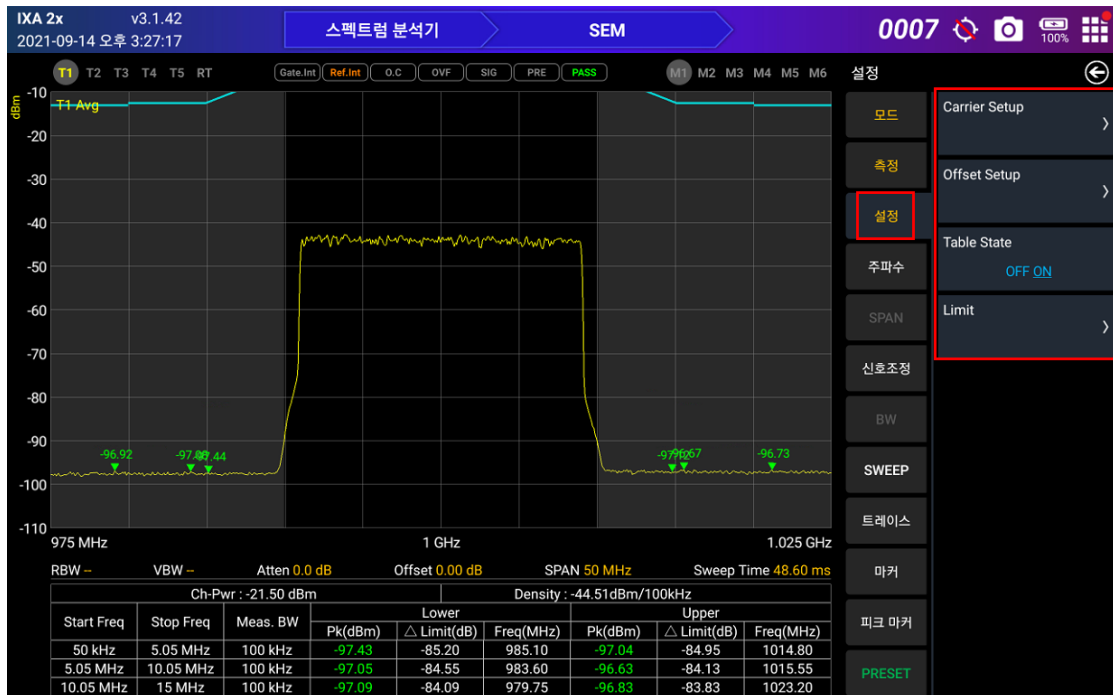 IXA 2x v3.1.42
2021-09-14 오후 3:27:17
스펙트럼 분석기 SEM
0007 100%
T1 T2 T3 T4 T5 RT Gate.Int Ref.Int O.C OVF SIG PRE PASS M1 M2 M3 M4 M5 M6
설정
dBm
T1 Avg
-10
-20
-30
-40
-50
-60
-70
-80
-90
-100
-110
-96.92 -96.73
975 MHz 1 GHz 1.025 GHz
RBW -- VBW -- Atten 0.0 dB Offset 0.00 dB SPAN 50 MHz Sweep Time 48.60 ms
Ch-Pwr : -21.50 dBm Density : -44.51dBm/100kHz
Start Freq Stop Freq Meas. BW Lower Upper
Pk(dBm) △ Limit(dB) Freq(MHz) Pk(dBm) △ Limit(dB) Freq(MHz)
50 kHz 5.05 MHz 100 kHz -97.43 -85.20 985.10 -97.04 -84.95 1014.80
5.05 MHz 10.05 MHz 100 kHz -97.05 -84.55 983.60 -96.63 -84.13 1015.55
10.05 MHz 15 MHz 100 kHz -97.09 -84.09 979.75 -96.83 -83.83 1023.20
모드
측정
설정
주파수
SPAN
신호조정
BW
SWEEP
트레이스
마커
피크 마커
PRESET
Carrier Setup
Offset Setup
Table State
OFF ON
Limit